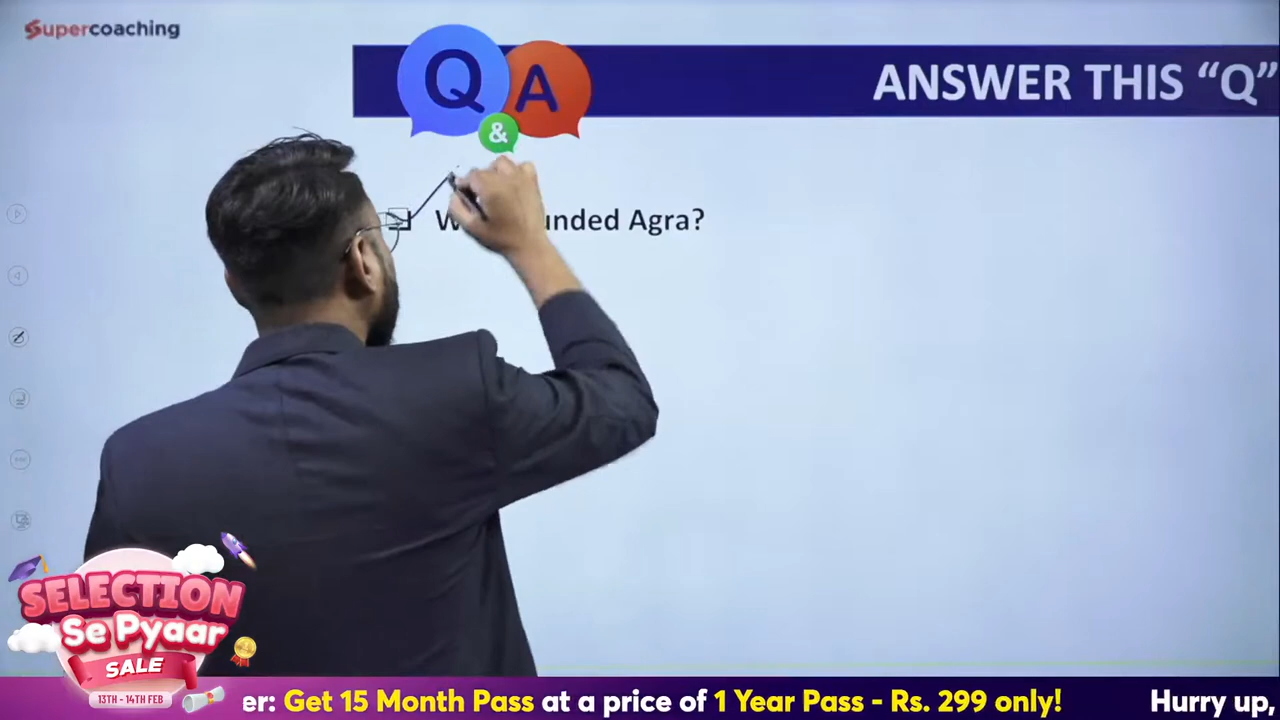 Supercoaching
Q & A
ANSWER THIS “Q”
unded Agra?
SELECTION
Se Pyaar
SALE
13TH - 14TH FEB
er: Get 15 Month Pass at a price of 1 Year Pass - Rs. 299 only! Hurry up,